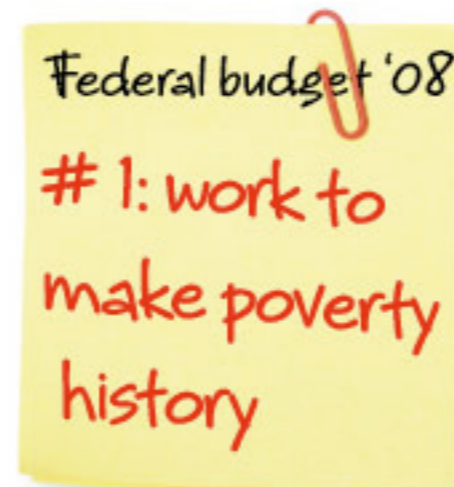 Federal budget ‘08
# 1: work to
make poverty
history